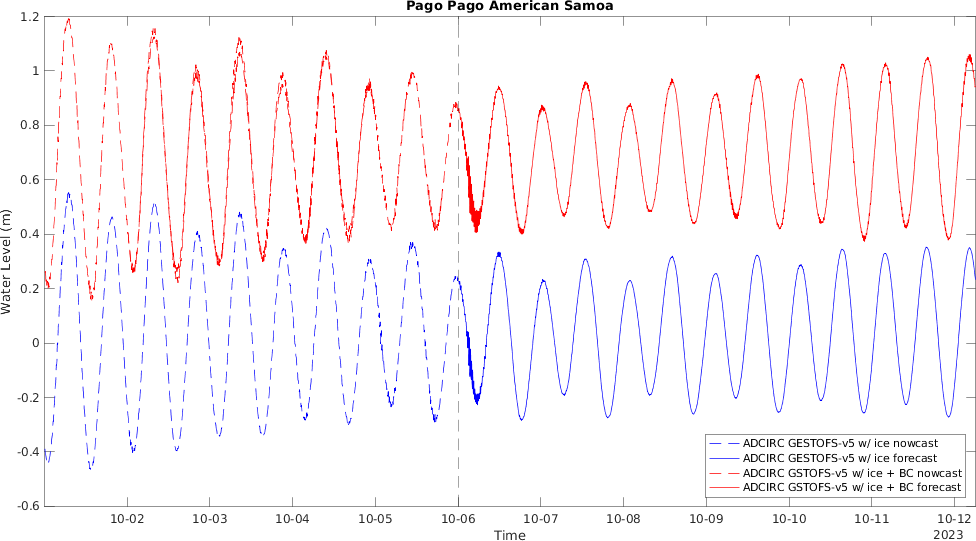 Pago Pago American Samoa
1.2
1
0.8
0.6
0.4
0.2
0
-0.2
-0.4
-0.6
Water Level (m)
ADCIRC GESTOFS-v5 w/ ice nowcast
ADCIRC GESTOFS-v5 w/ ice forecast
ADCIRC GSTOFS-v5 w/ ice + BC nowcast
ADCIRC GSTOFS-v5 w/ ice + BC forecast
10-02 10-03 10-04 10-05 10-06 10-07 10-08 10-09 10-10 10-11 10-12
Time 2023